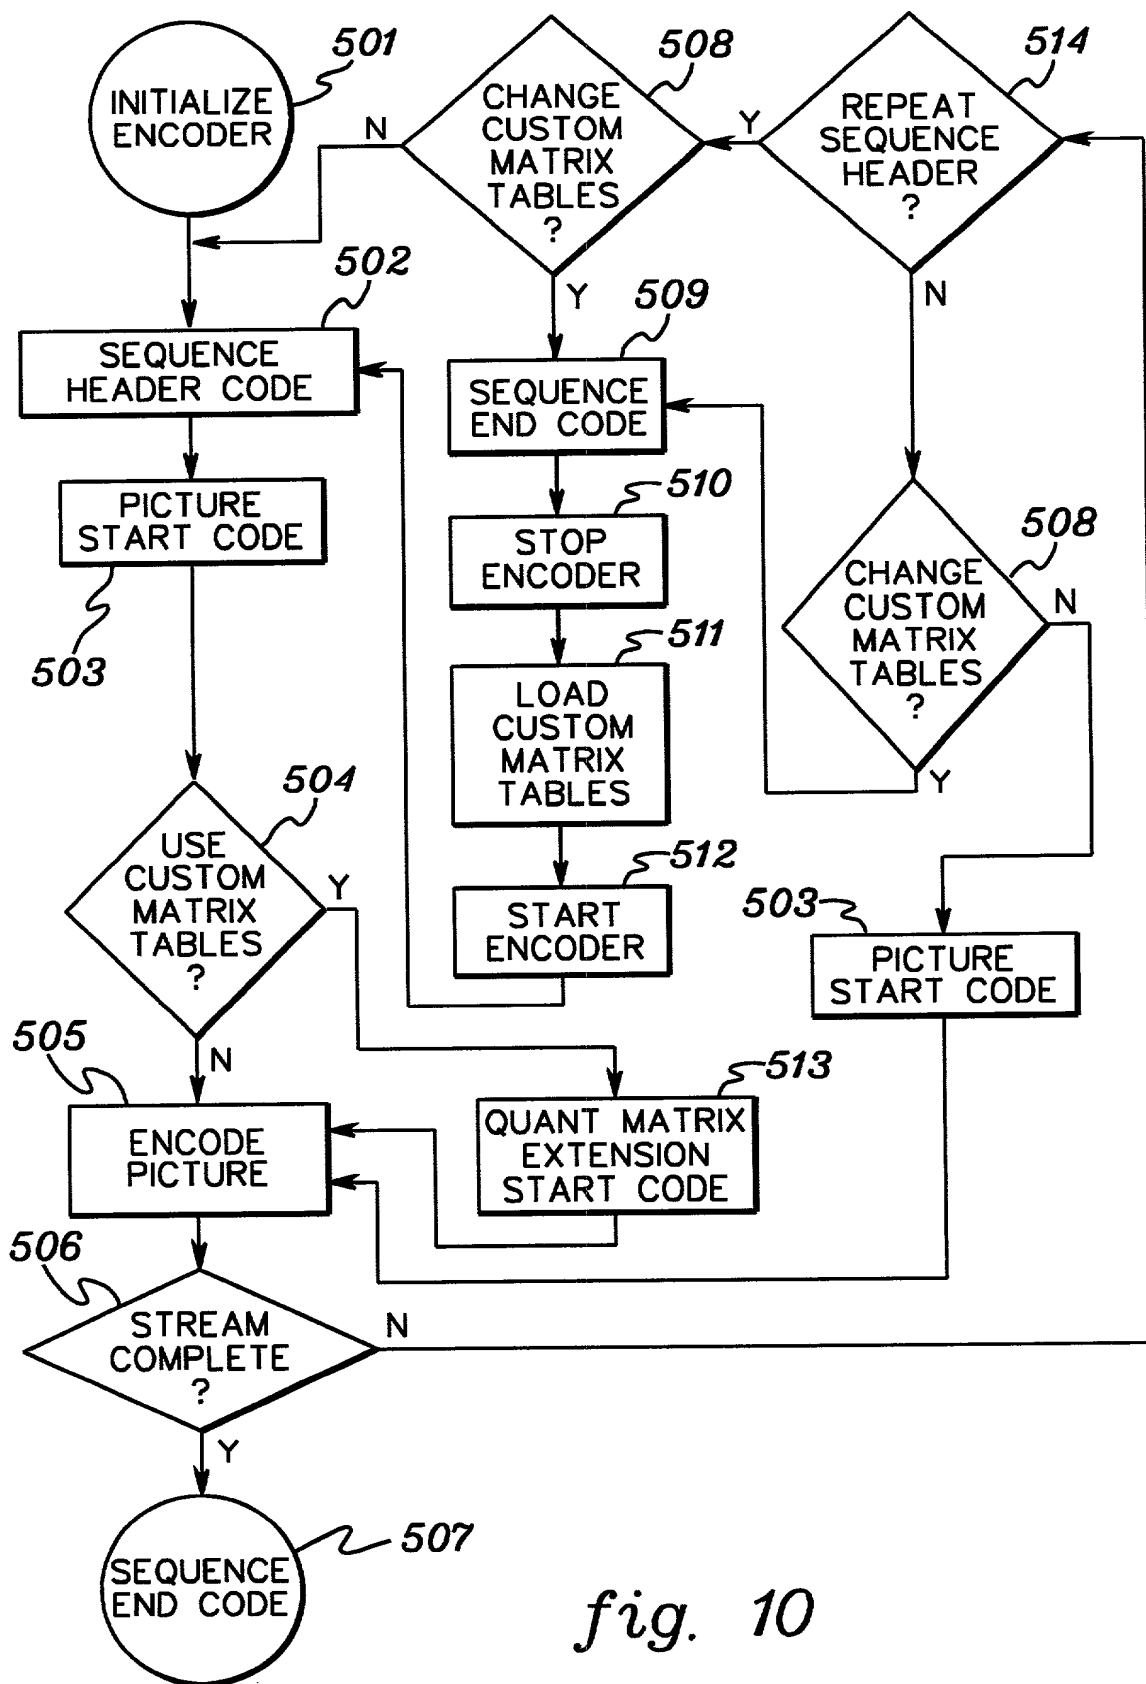 501
INITIALIZE
ENCODER
508
CHANGE
CUSTOM
MATRIX
TABLES
?
N
Y
514
REPEAT
SEQUENCE
HEADER
?
Y
N
502
SEQUENCE
HEADER CODE
509
SEQUENCE
END CODE
PICTURE
START CODE
503
510
STOP
ENCODER
508
CHANGE
CUSTOM
MATRIX
TABLES
?
N
Y
511
LOAD
CUSTOM
MATRIX
TABLES
504
USE
CUSTOM
MATRIX
TABLES
?
Y
N
512
START
ENCODER
503
PICTURE
START CODE
505
ENCODE
PICTURE
513
QUANT MATRIX
EXTENSION
START CODE
506
STREAM
COMPLETE
?
N
Y
507
SEQUENCE
END CODE
fig. 10